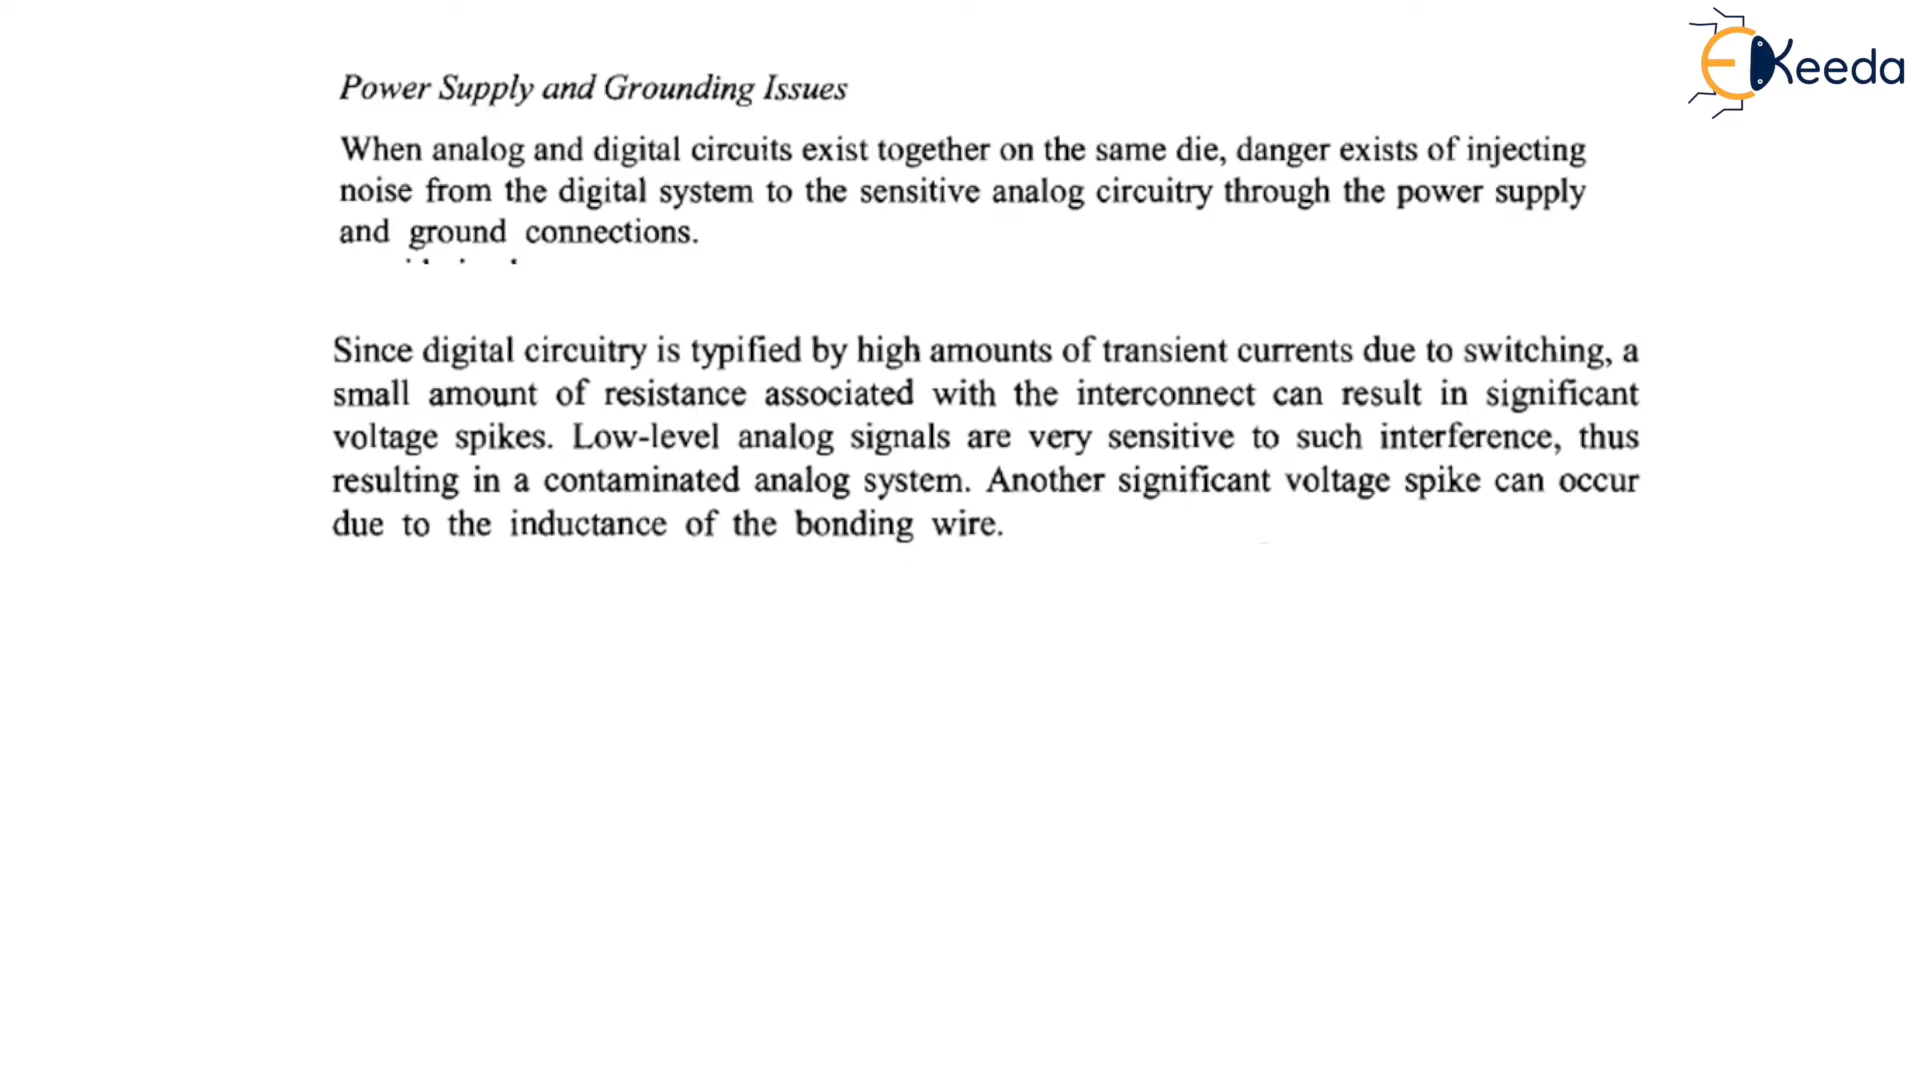 EKeeda
Power Supply and Grounding Issues
When analog and digital circuits exist together on the same die, danger exists of injecting
noise from the digital system to the sensitive analog circuitry through the power supply
and ground connections.
Since digital circuitry is typified by high amounts of transient currents due to switching, a
small amount of resistance associated with the interconnect can result in significant
voltage spikes. Low-level analog signals are very sensitive to such interference, thus
resulting in a contaminated analog system. Another significant voltage spike can occur
due to the inductance of the bonding wire.